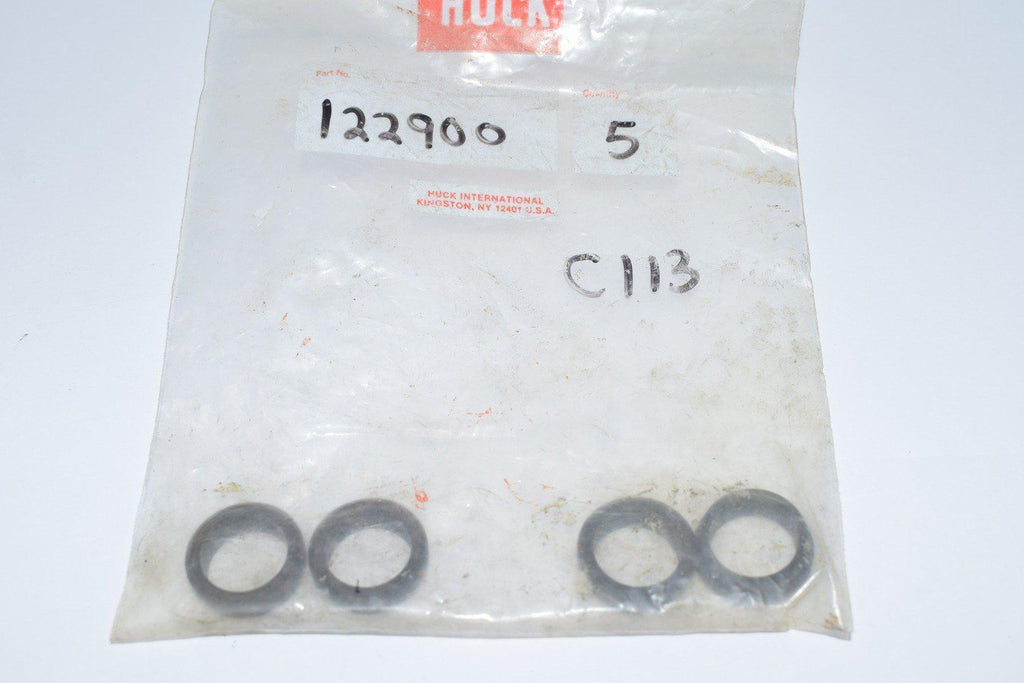 HUCK
Part No.
Quantity
122900
5
HUCK INTERNATIONAL
KINGSTON, NY 12401 U.S.A.
C113